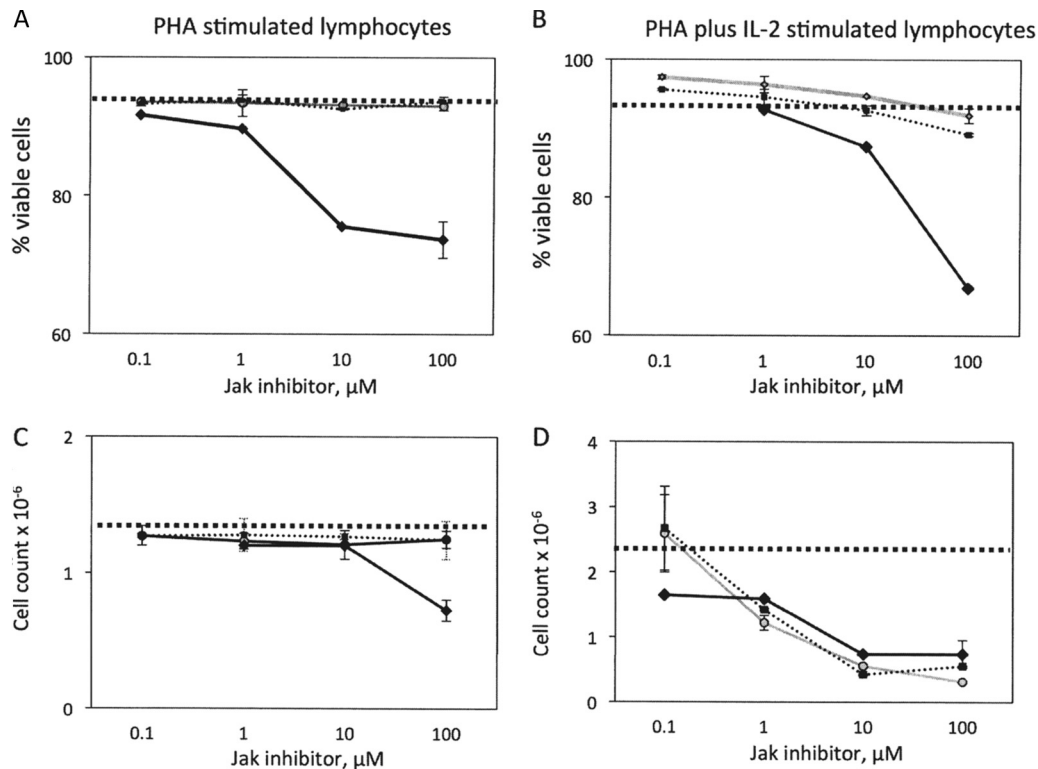 A
PHA stimulated lymphocytes
% viable cells
100
80
60
0.1 1 10 100
Jak inhibitor, µM
B
PHA plus IL-2 stimulated lymphocytes
% viable cells
100
80
60
0.1 1 10 100
Jak inhibitor, µM
C
Cell count x 10-6
2
1
0
0.1 1 10 100
Jak inhibitor, µM
D
Cell count x 10-6
4
3
2
1
0
0.1 1 10 100
Jak inhibitor, µM